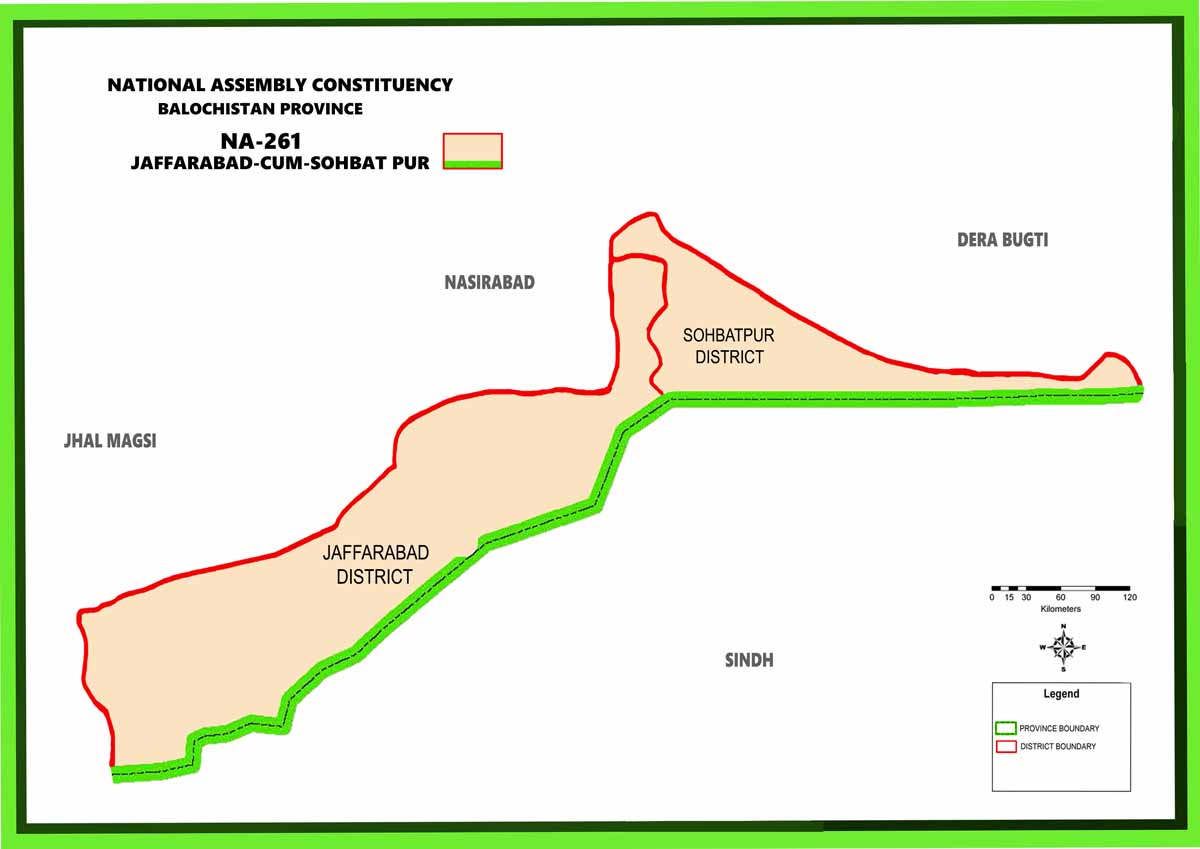 NATIONAL ASSEMBLY CONSTITUENCY
BALOCHISTAN PROVINCE
NA-261
JAFFARABAD-CUM-SOHBAT PUR
DERA BUGTI
NASIRABAD
SOHBATPUR
DISTRICT
JHAL MAGSI
JAFFARABAD
DISTRICT
SINDH
0 15 30 60 90 120
Kilometers
N
W E
S
Legend
PROVINCE BOUNDARY
DISTRICT BOUNDARY